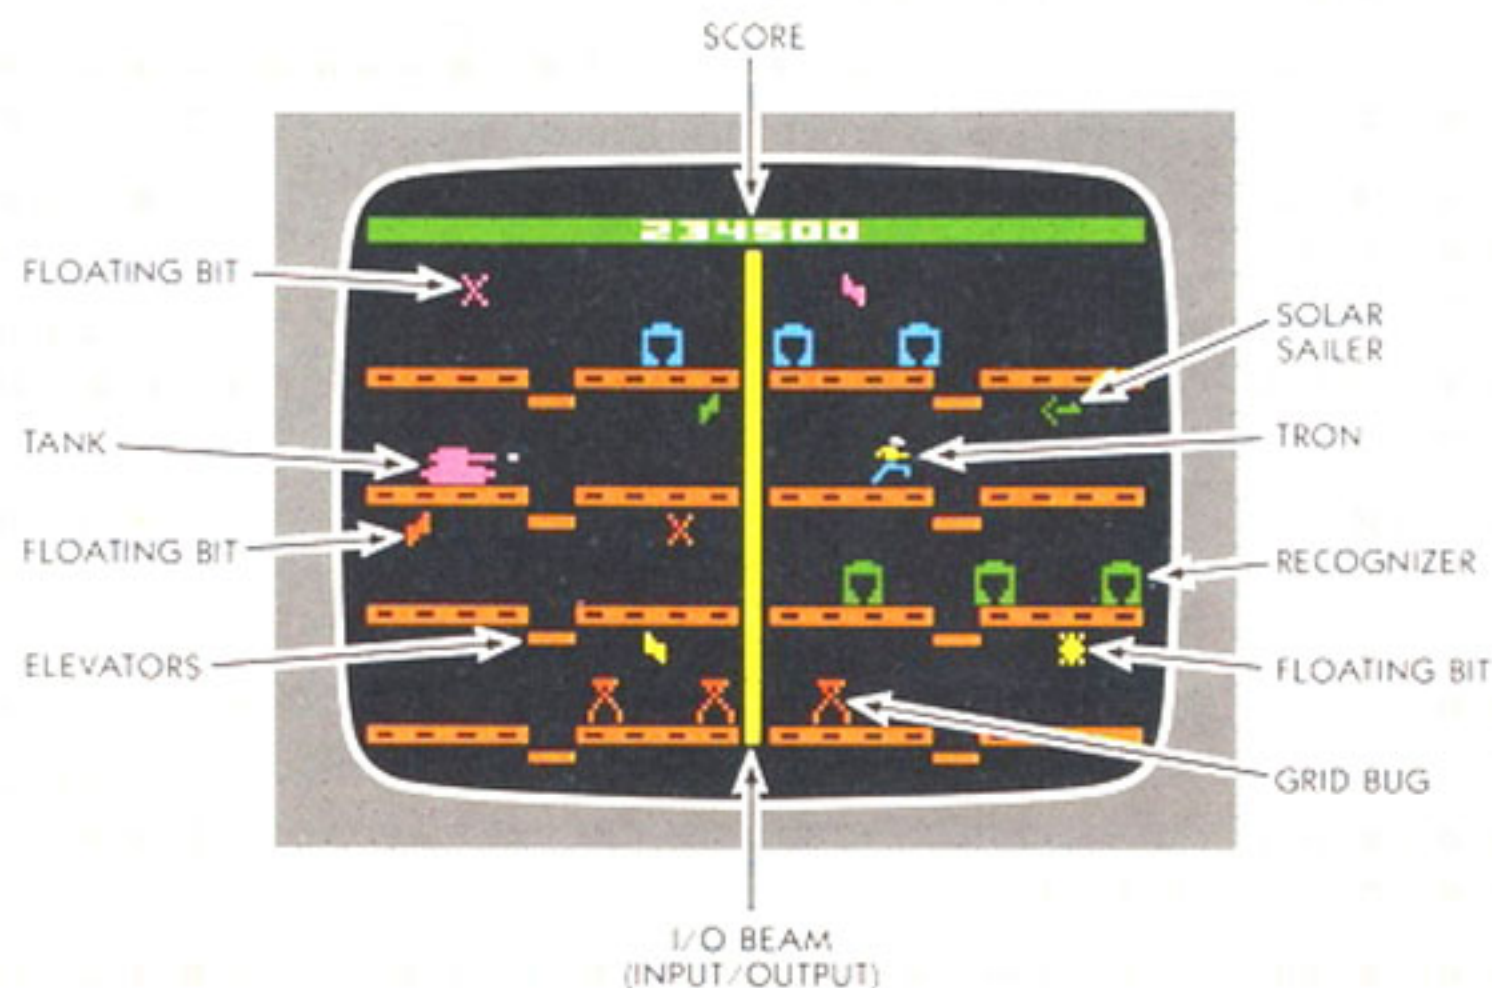 SCORE
234500
FLOATING BIT
SOLAR
SAILER
TANK
TRON
FLOATING BIT
RECOGNIZER
ELEVATORS
FLOATING BIT
GRID BUG
I/O BEAM
(INPUT/OUTPUT)